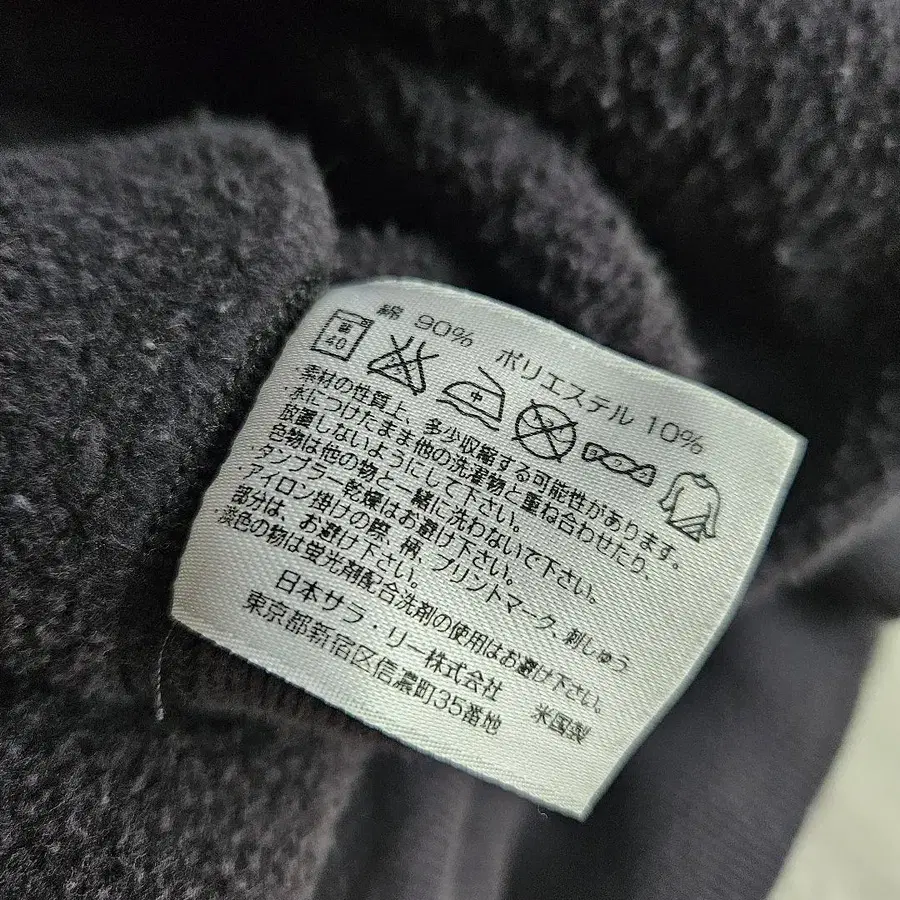 綿 90% ポリエステル 10%
40 中
・素材の性質上、多少収縮する可能性があります。
水につけたまま他の洗濯物と重ね合わせたり、
放置しないようにして下さい。
・色物は他の物と一緒に洗わないで下さい。
・タンブラー乾燥はお避け下さい。
・アイロン掛けの際、柄、プリントマーク、刺しゅう
部分は、お避け下さい。
・淡色の物は蛍光剤配合洗剤の使用はお避け下さい。
日本サラ・リー株式会社 米国製
東京都新宿区信濃町35番地